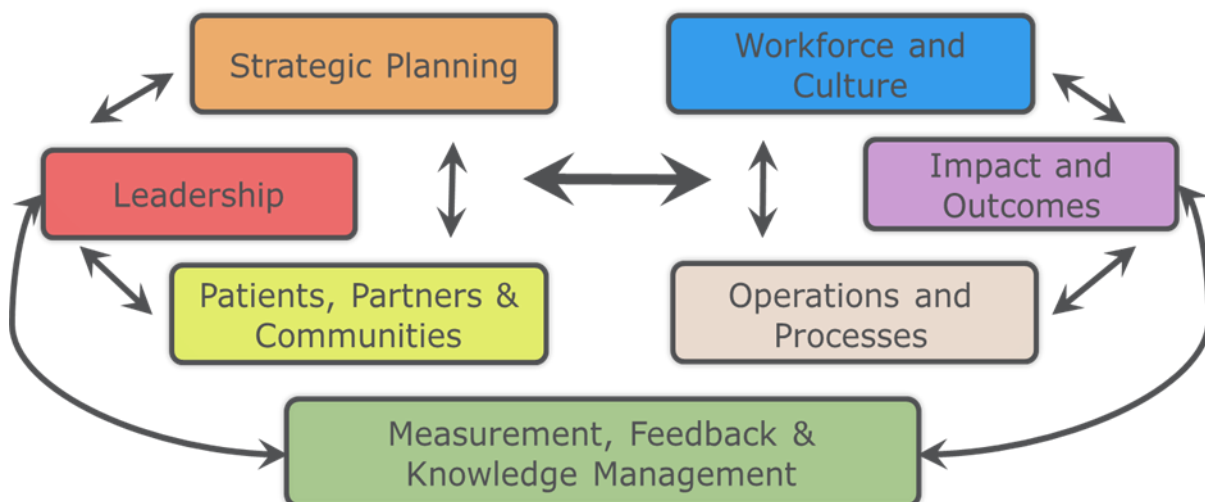 Strategic Planning
Workforce and
Culture
Leadership
Impact and
Outcomes
Patients, Partners &
Communities
Operations and
Processes
Measurement, Feedback &
Knowledge Management